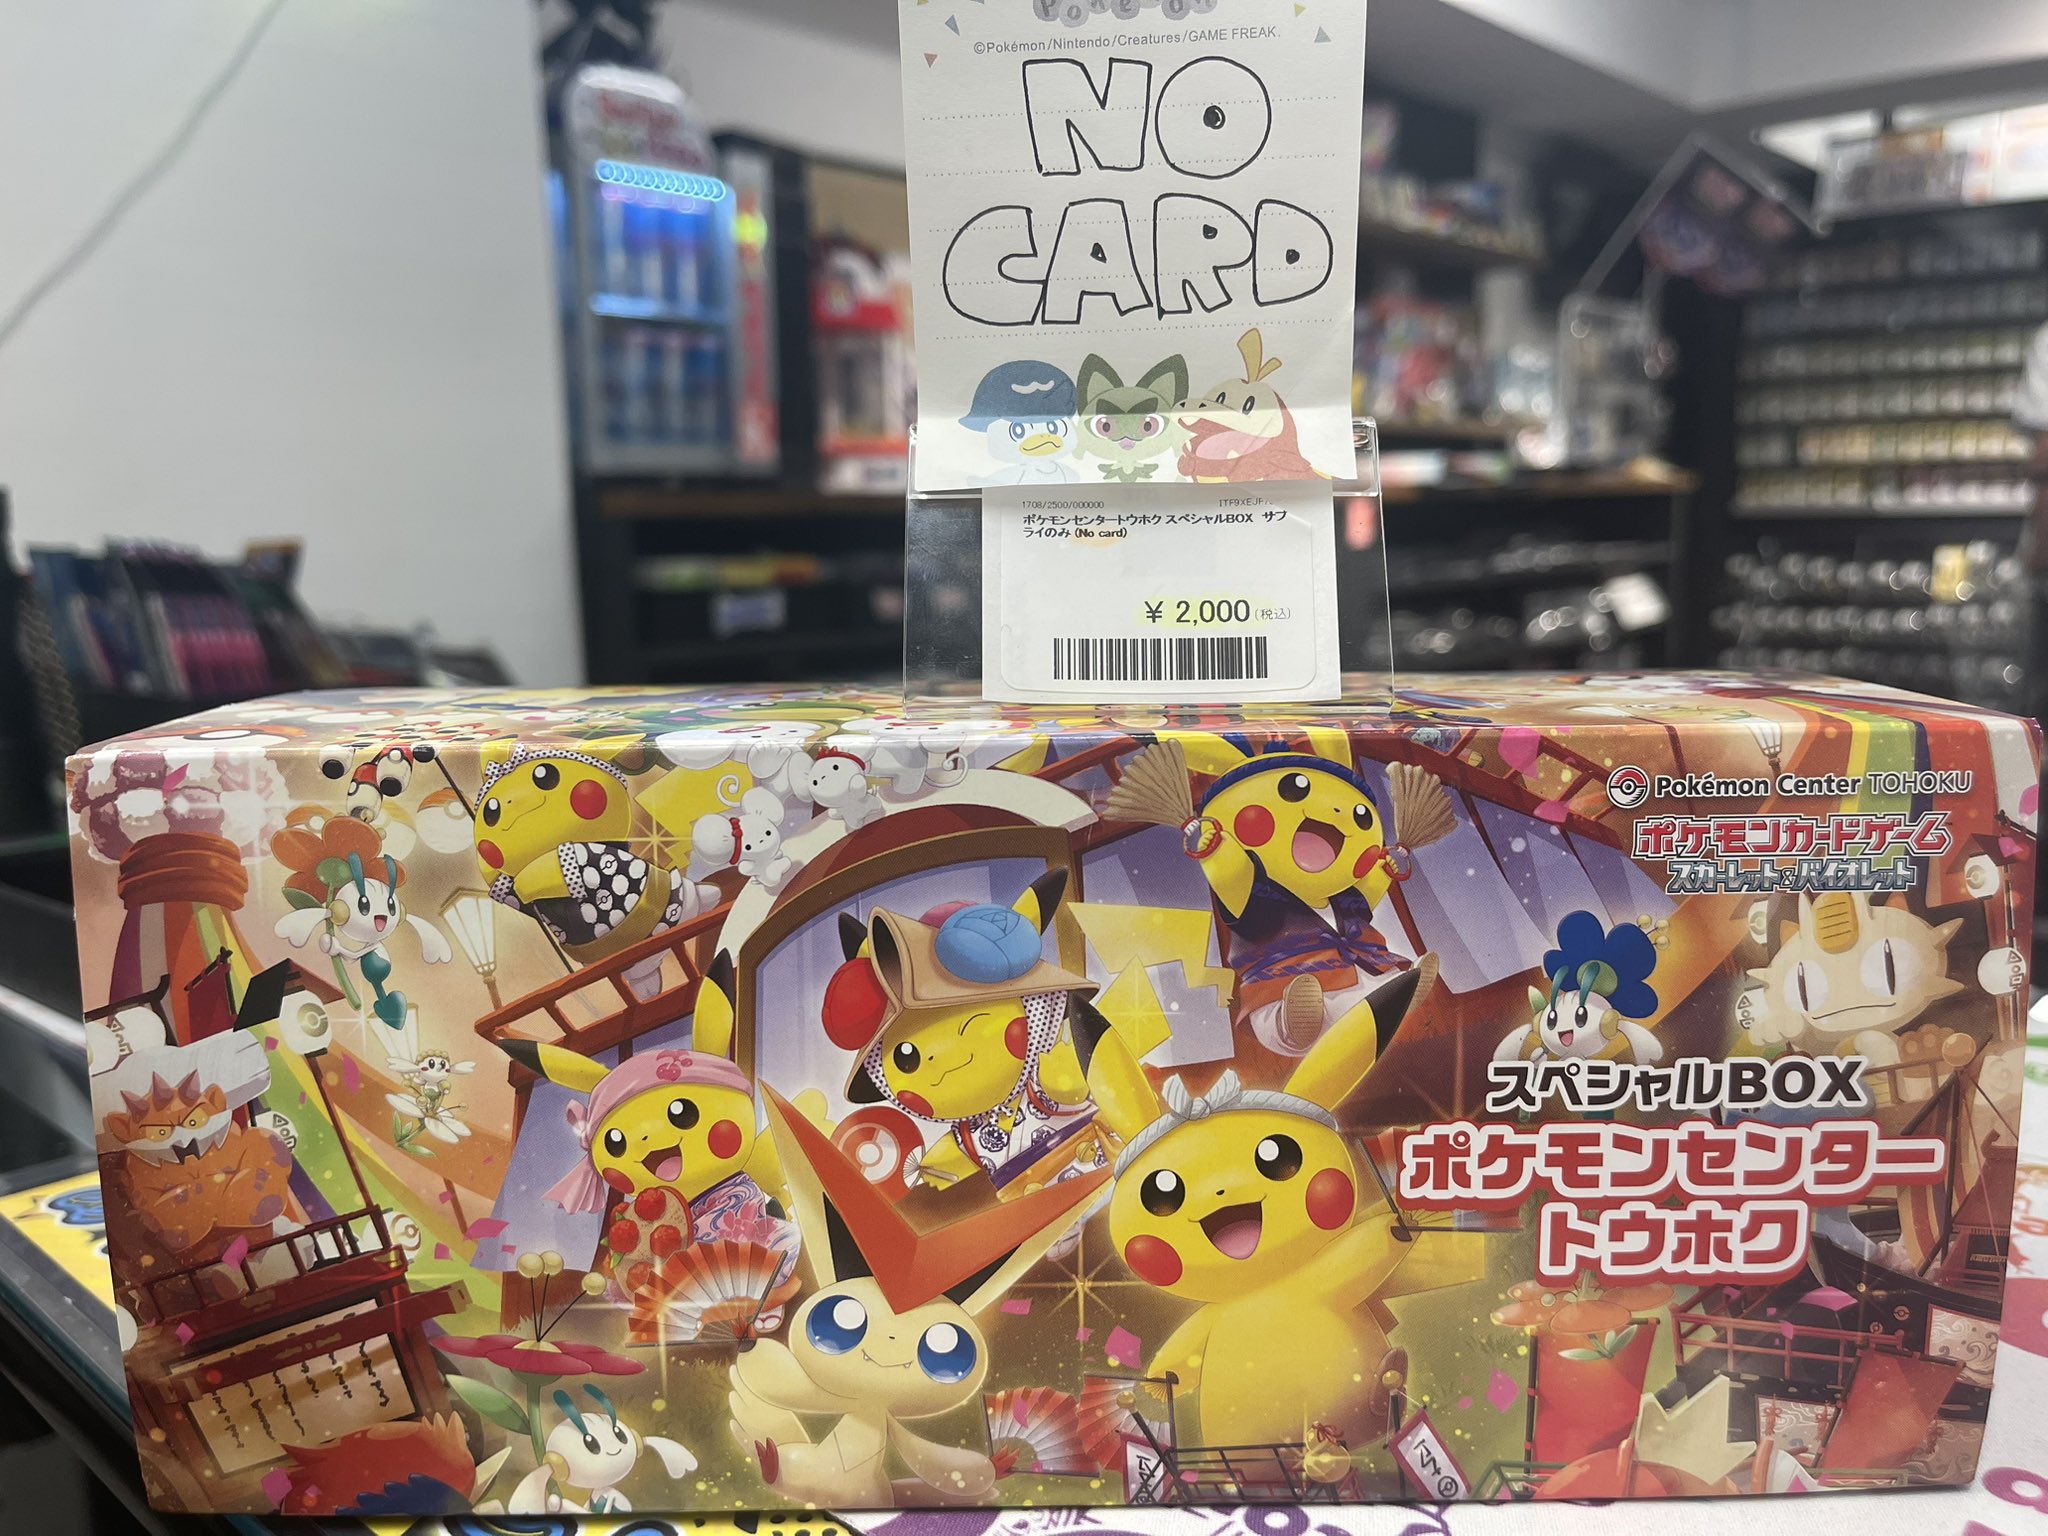 Pokémon
©Pokémon/Nintendo/Creatures/GAME FREAK.
NO
CARD
1708/2500/000000
ポケモンセンタートウホク スペシャルBOX サプ
ライのみ (No card)
¥ 2,000(税込)
Pokémon Center TOHOKU
ポケモンカードゲーム
スカーレット&バイオレット
スペシャルBOX
ポケモンセンター
トウホク